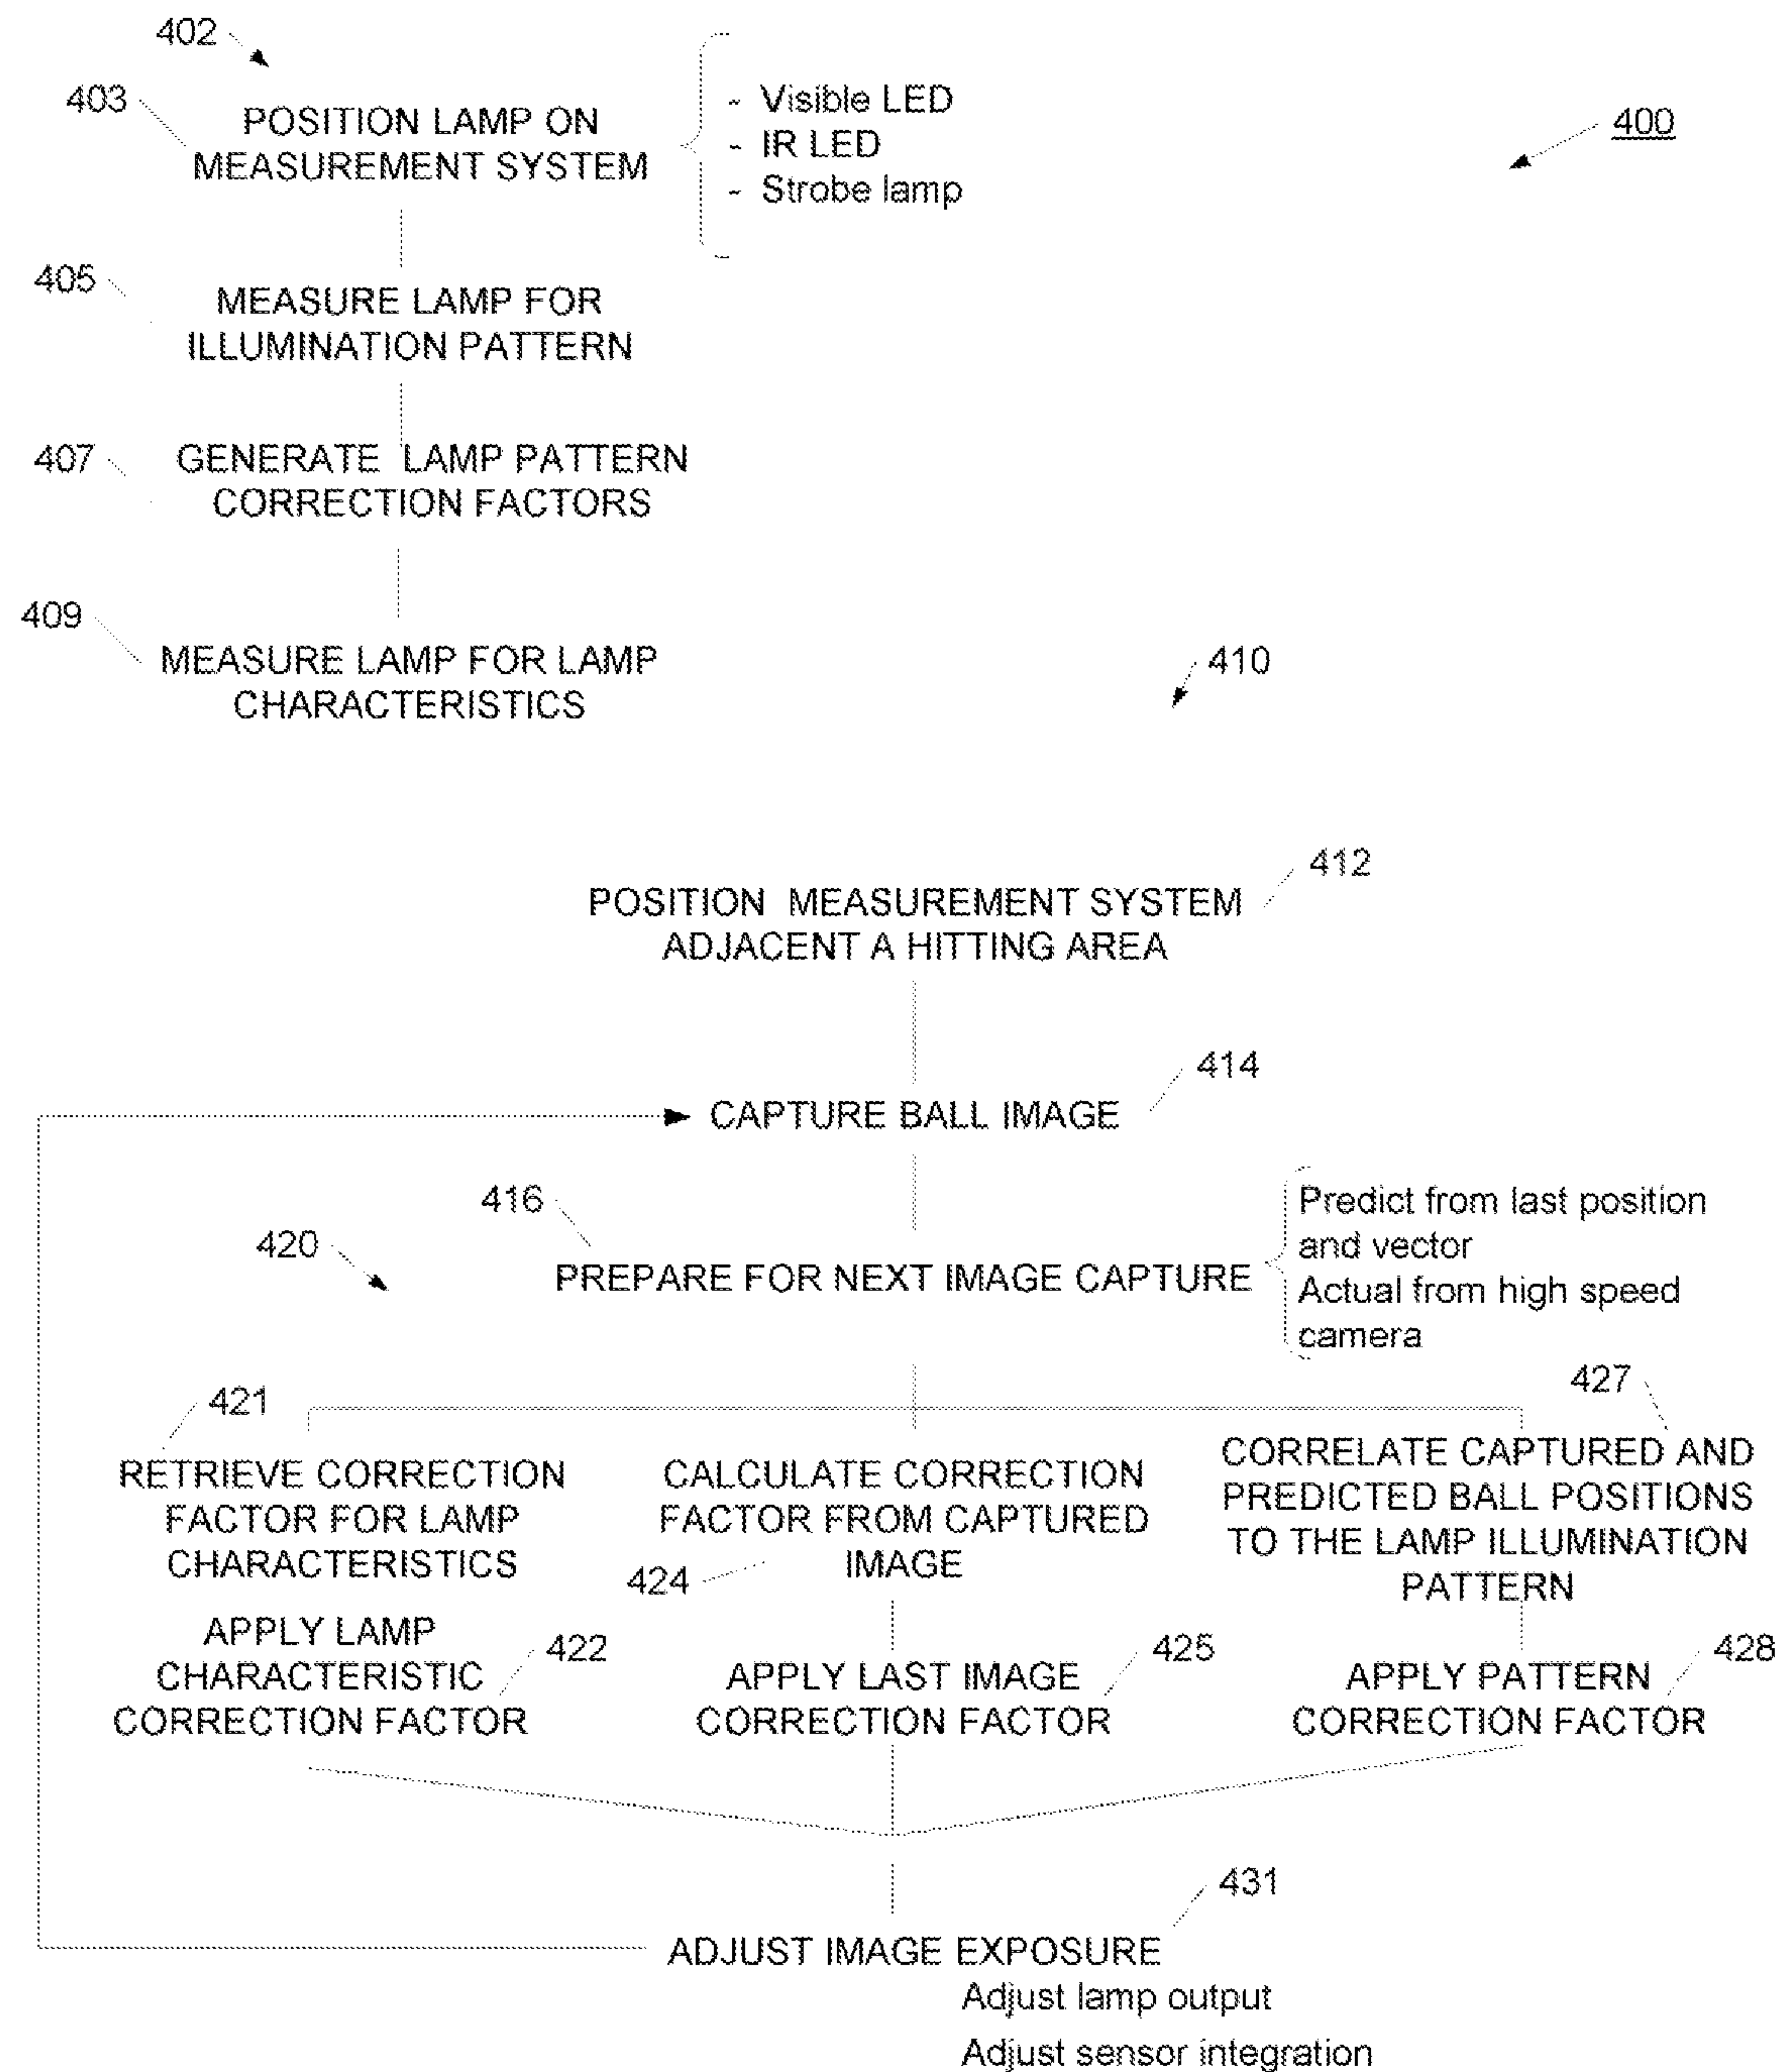 402
403
POSITION LAMP ON
MEASUREMENT SYSTEM
- Visible LED
- IR LED
- Strobe lamp
400
405
MEASURE LAMP FOR
ILLUMINATION PATTERN
407
GENERATE LAMP PATTERN
CORRECTION FACTORS
409
MEASURE LAMP FOR LAMP
CHARACTERISTICS
410
412
POSITION MEASUREMENT SYSTEM
ADJACENT A HITTING AREA
414
CAPTURE BALL IMAGE
416
420
PREPARE FOR NEXT IMAGE CAPTURE
Predict from last position
and vector
Actual from high speed
camera
421
RETRIEVE CORRECTION
FACTOR FOR LAMP
CHARACTERISTICS
CALCULATE CORRECTION
FACTOR FROM CAPTURED
IMAGE
424
427
CORRELATE CAPTURED AND
PREDICTED BALL POSITIONS
TO THE LAMP ILLUMINATION
PATTERN
APPLY LAMP
CHARACTERISTIC
CORRECTION FACTOR
422
APPLY LAST IMAGE
CORRECTION FACTOR
425
APPLY PATTERN
CORRECTION FACTOR
428
431
ADJUST IMAGE EXPOSURE
Adjust lamp output
Adjust sensor integration